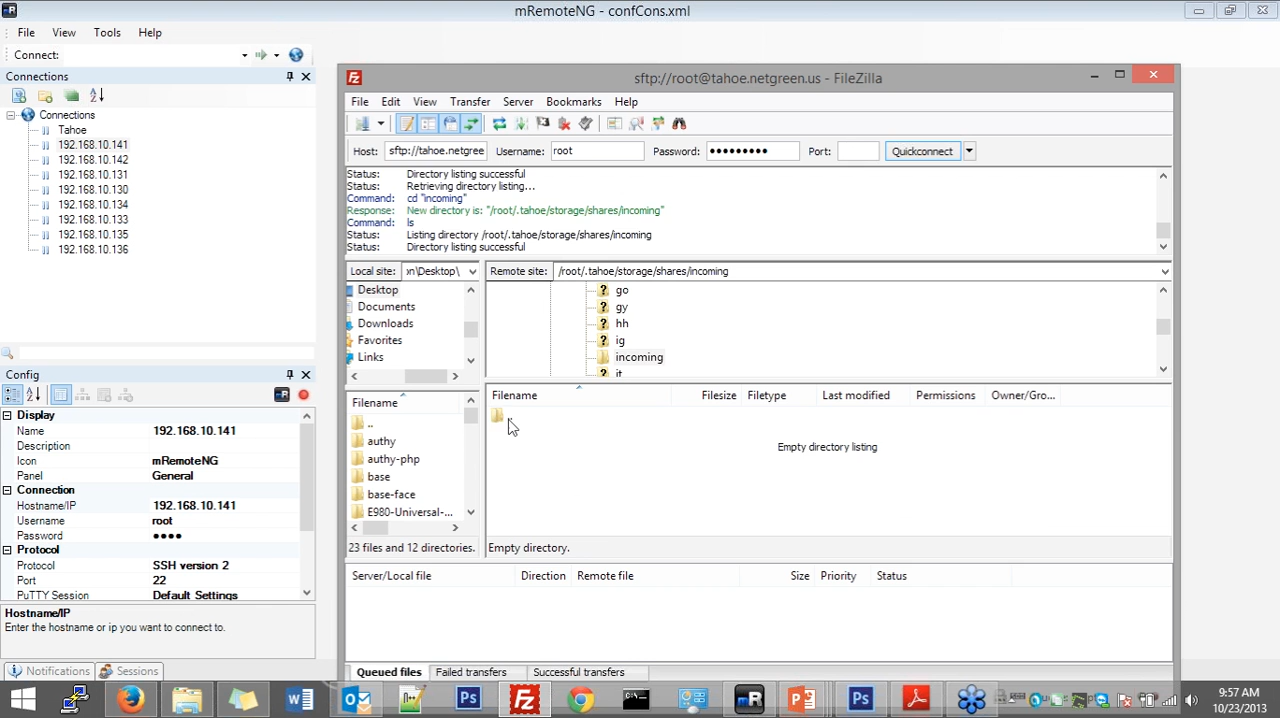 mRemoteNG - confCons.xml
File View Tools Help
Connect:
Connections
Connections
Tahoe
192.168.10.141
192.168.10.142
192.168.10.131
192.168.10.130
192.168.10.134
192.168.10.133
192.168.10.135
192.168.10.136
Config
Display
Name 192.168.10.141
Description
Icon mRemoteNG
Panel General
Connection
Hostname/IP 192.168.10.141
Username root
Password ●●●●
Protocol
Protocol SSH version 2
Port 22
PuTTY Session Default Settings
Hostname/IP
Enter the hostname or ip you want to connect to.
Notifications Sessions
sftp://root@tahoe.netgreen.us - FileZilla
File Edit View Transfer Server Bookmarks Help
Host: sftp://tahoe.netgree Username: root Password: ●●●●●●●●● Port: Quickconnect
Status: Directory listing successful
Status: Retrieving directory listing...
Command: cd "incoming"
Response: New directory is: "/root/.tahoe/storage/shares/incoming"
Command: ls
Status: Listing directory /root/.tahoe/storage/shares/incoming
Status: Directory listing successful
Local site: on\Desktop\
Desktop
Documents
Downloads
Favorites
Links
Remote site: /root/.tahoe/storage/shares/incoming
go
gy
hh
ig
incoming
it
Filename
..
authy
authy-php
base
base-face
E980-Universal-...
23 files and 12 directories.
Filename Filesize Filetype Last modified Permissions Owner/Gro...
..
Empty directory listing
Empty directory.
Server/Local file Direction Remote file Size Priority Status
Queued files Failed transfers Successful transfers
9:57 AM
10/23/2013